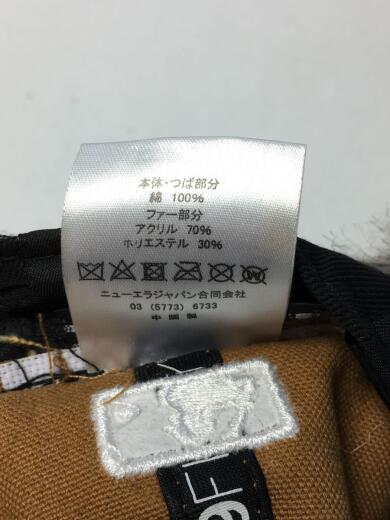 本体・つば部分
綿 100%
ファー部分
アクリル 70%
ポリエステル 30%
ニューエラジャパン合同会社
03 (5773) 6733
中国製